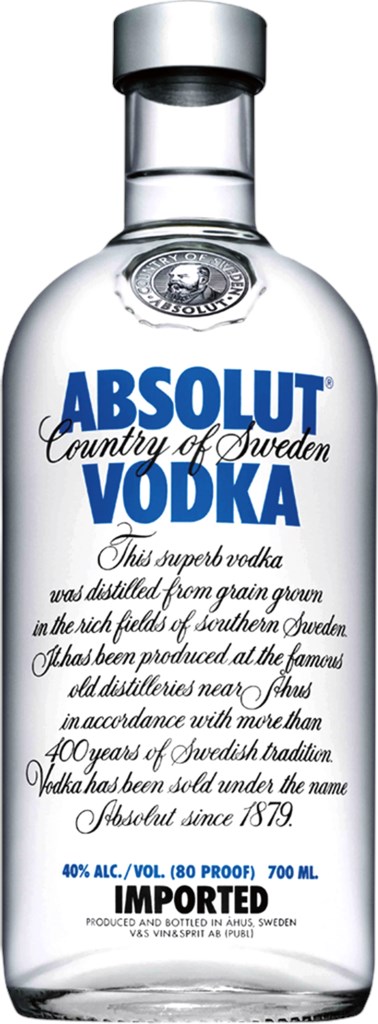 COUNTRY OF SWEDEN
ABSOLUT
ABSOLUT®
Country of Sweden
VODKA
This superb vodka
was distilled from grain grown
in the rich fields of southern Sweden.
It has been produced at the famous
old distilleries near Åhus
in accordance with more than
400 years of Swedish tradition.
Vodka has been sold under the name
Absolut since 1879.
40% ALC./VOL. (80 PROOF) 700 ML.
IMPORTED
PRODUCED AND BOTTLED IN ÅHUS, SWEDEN
V&S VIN&SPRIT AB (PUBL)